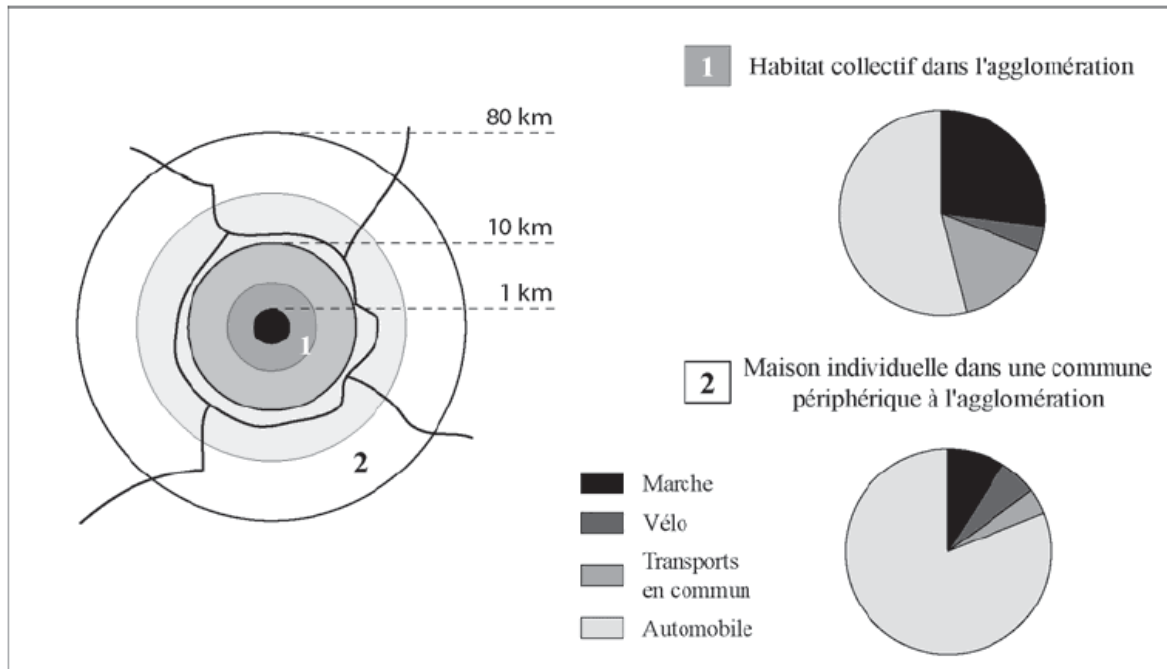 80 km
10 km
1 km
1
2
1
Habitat collectif dans l'agglomération
2
Maison individuelle dans une commune
périphérique à l'agglomération
Marche
Vélo
Transports
en commun
Automobile